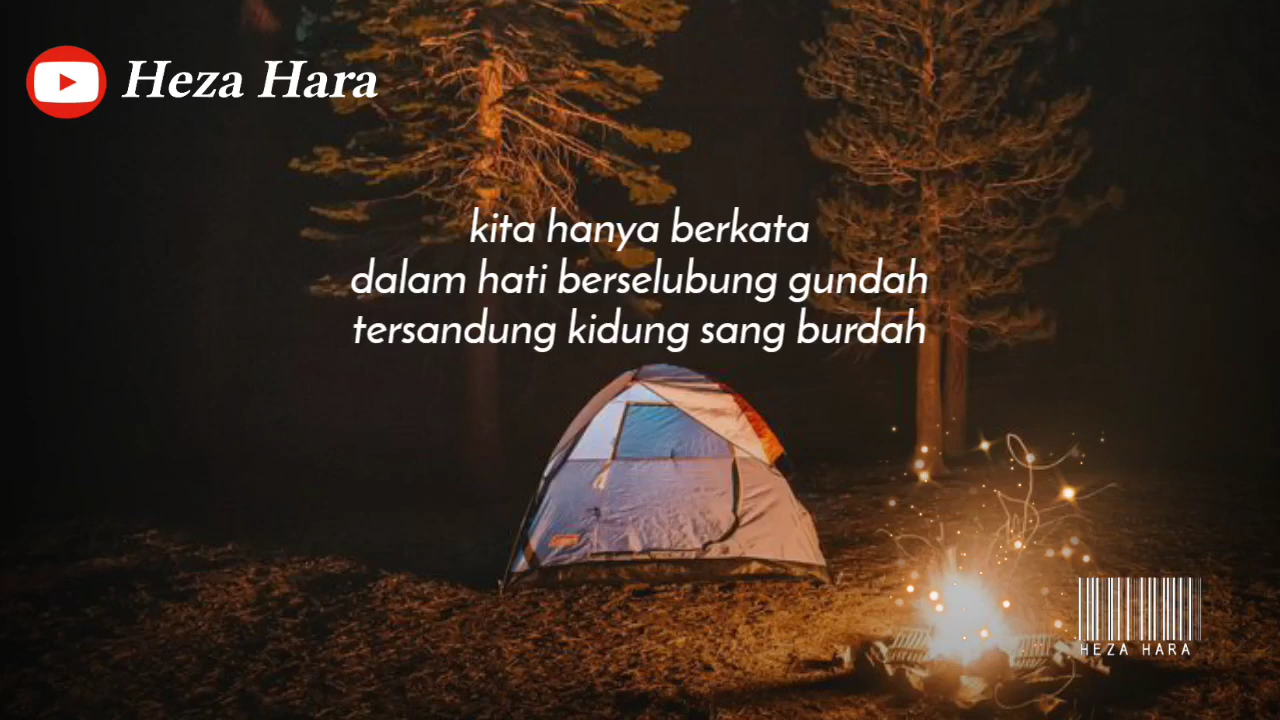 Heza Hara
kita hanya berkata
dalam hati berselubung gundah
tersandung kidung sang burdah
HEZA HARA